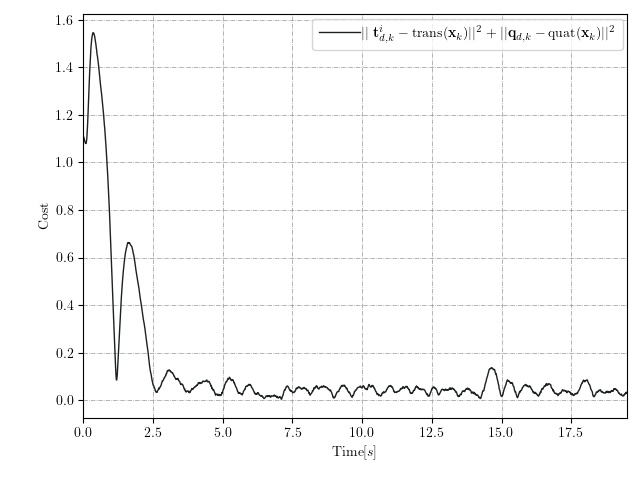 || t^i_{d,k} − trans(x_k)||^2 + ||q_{d,k} − quat(x_k)||^2
1.6
1.4
1.2
1.0
0.8
0.6
0.4
0.2
0.0
Cost
0.0 2.5 5.0 7.5 10.0 12.5 15.0 17.5
Time[s]